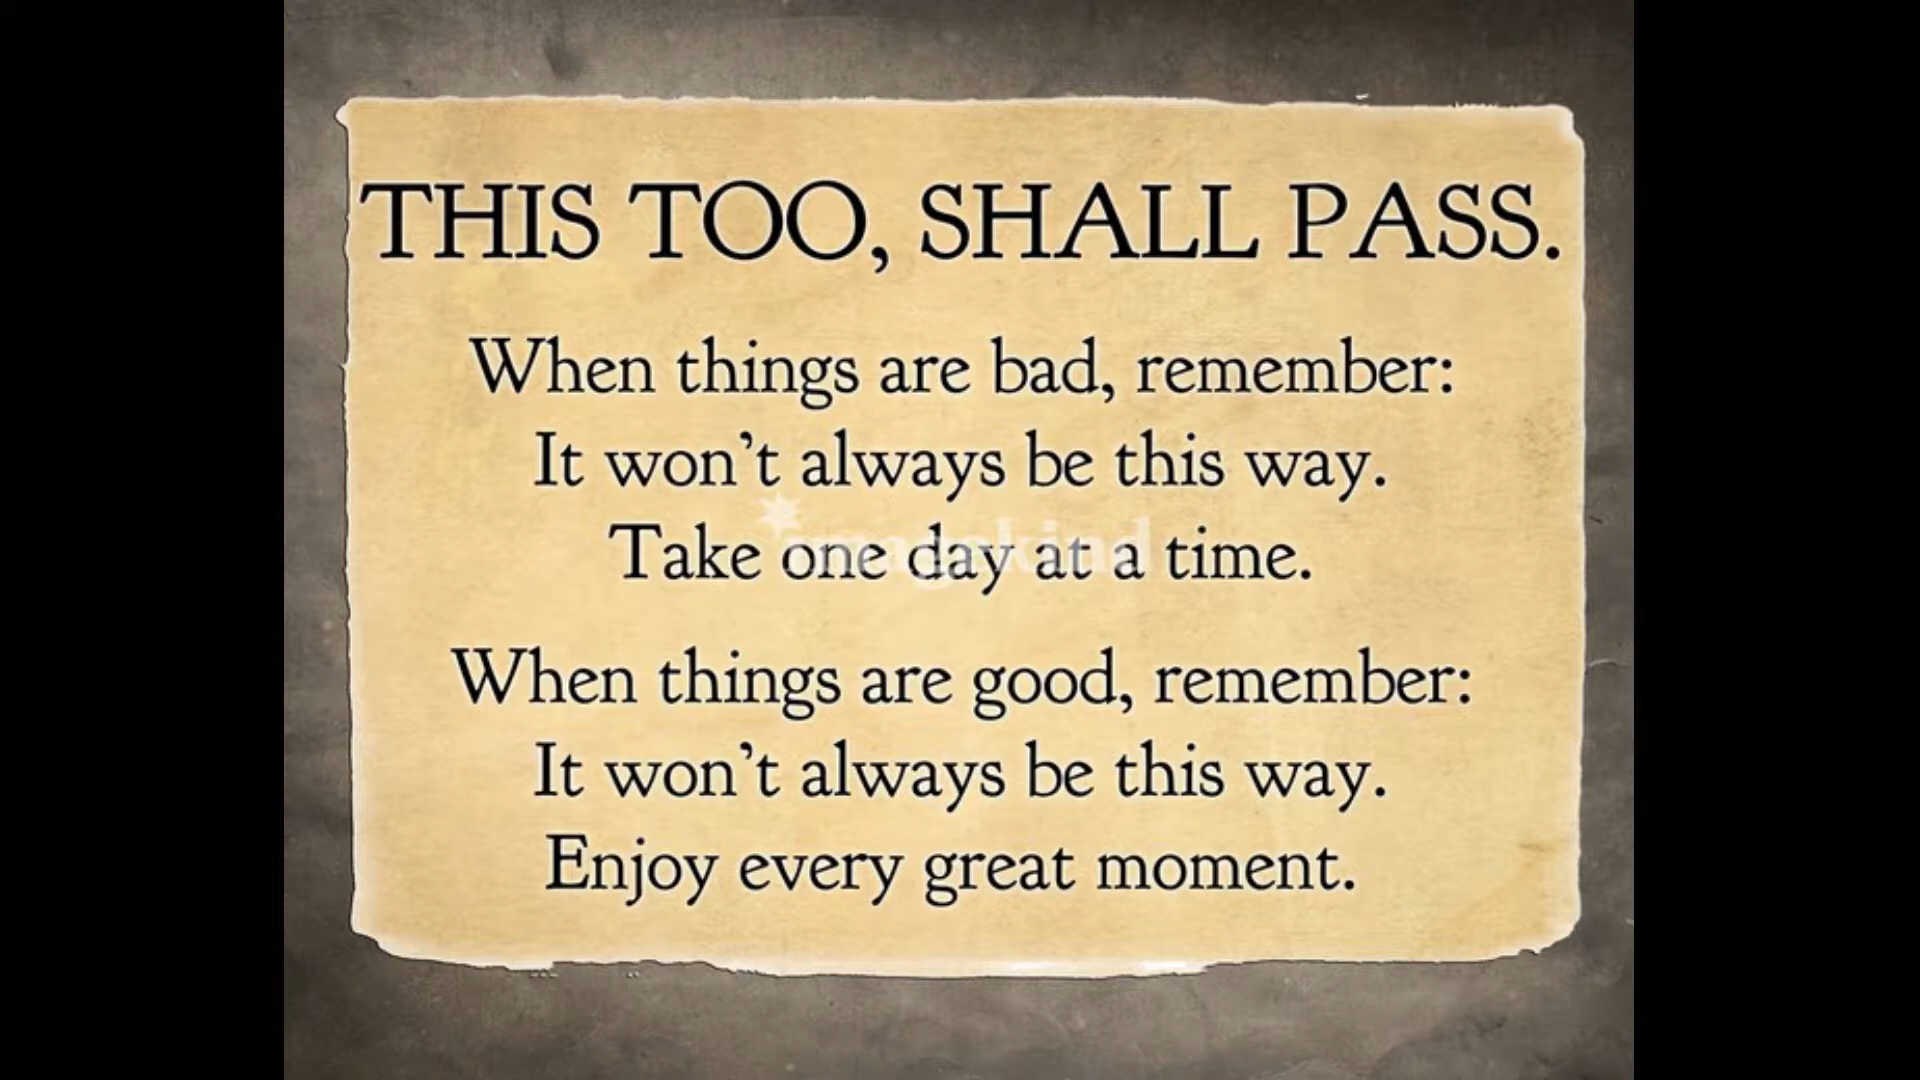 THIS TOO, SHALL PASS.
When things are bad, remember:
It won't always be this way.
Take one day at a time.
imagekind
When things are good, remember:
It won't always be this way.
Enjoy every great moment.